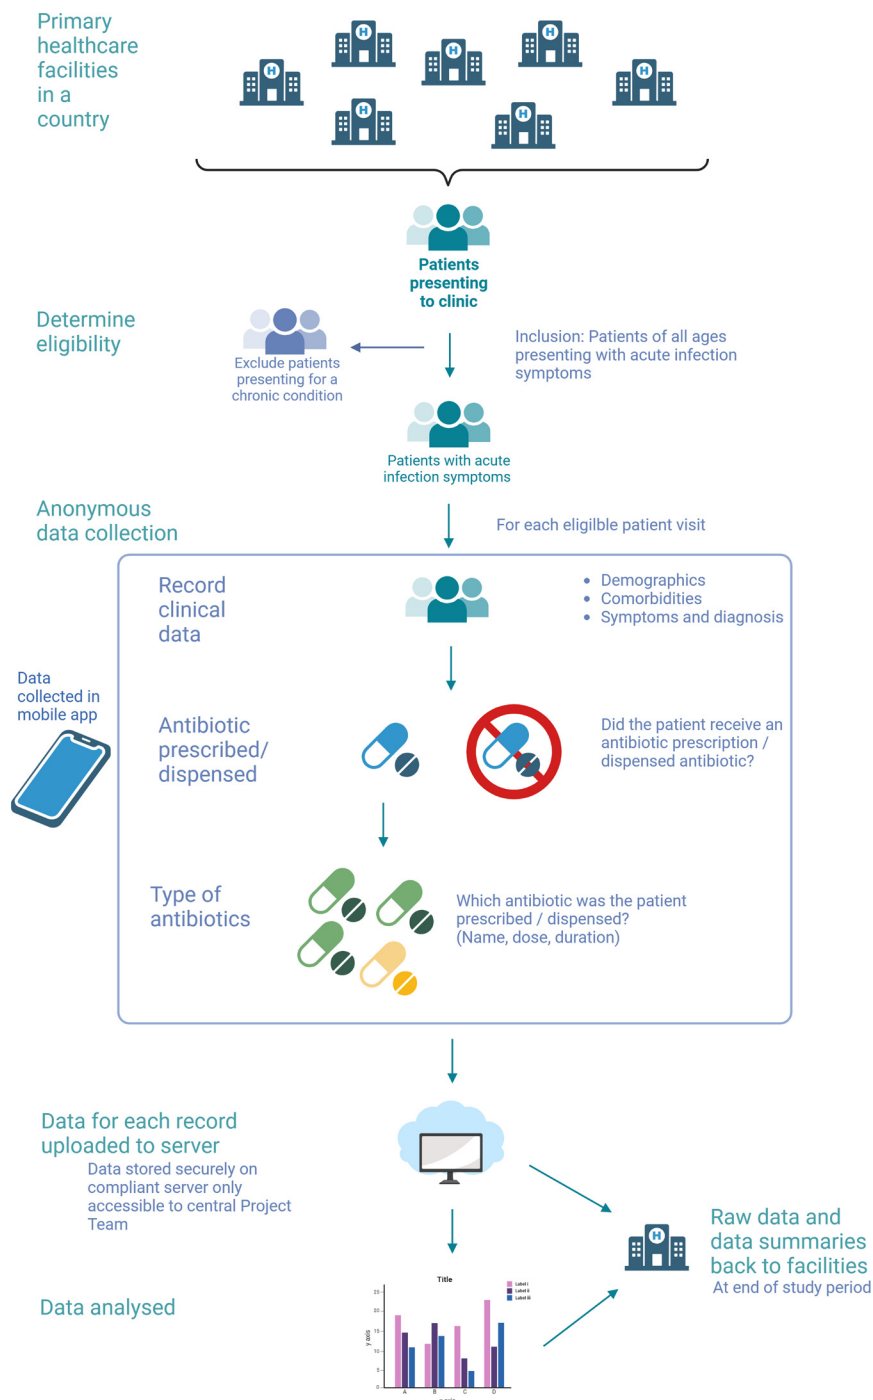 Primary
healthcare
facilities
in a
country
H
H
H
H
H
H
H
Patients
presenting
to clinic
Determine
eligibility
Exclude patients
presenting for a
chronic condition
Inclusion: Patients of all ages
presenting with acute infection
symptoms
Patients with acute
infection symptoms
Anonymous
data collection
For each eligilble patient visit
Record
clinical
data
• Demographics
• Comorbidities
• Symptoms and diagnosis
Data
collected in
mobile app
Antibiotic
prescribed/
dispensed
Did the patient receive an
antibiotic prescription /
dispensed antibiotic?
Type of
antibiotics
Which antibiotic was the patient
prescribed / dispensed?
(Name, dose, duration)
Data for each record
uploaded to server
Data stored securely on
compliant server only
accessible to central Project
Team
H
Raw data and
data summaries
back to facilities
At end of study period
Data analysed
Title
Label i
Label ii
Label iii
y axis
25
20
15
10
5
0
A B C D